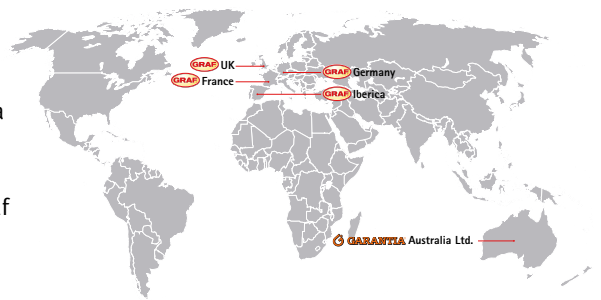 GRAF UK
GRAF France
GRAF Germany
GRAF Iberica
a
f
GARANTIA Australia Ltd.